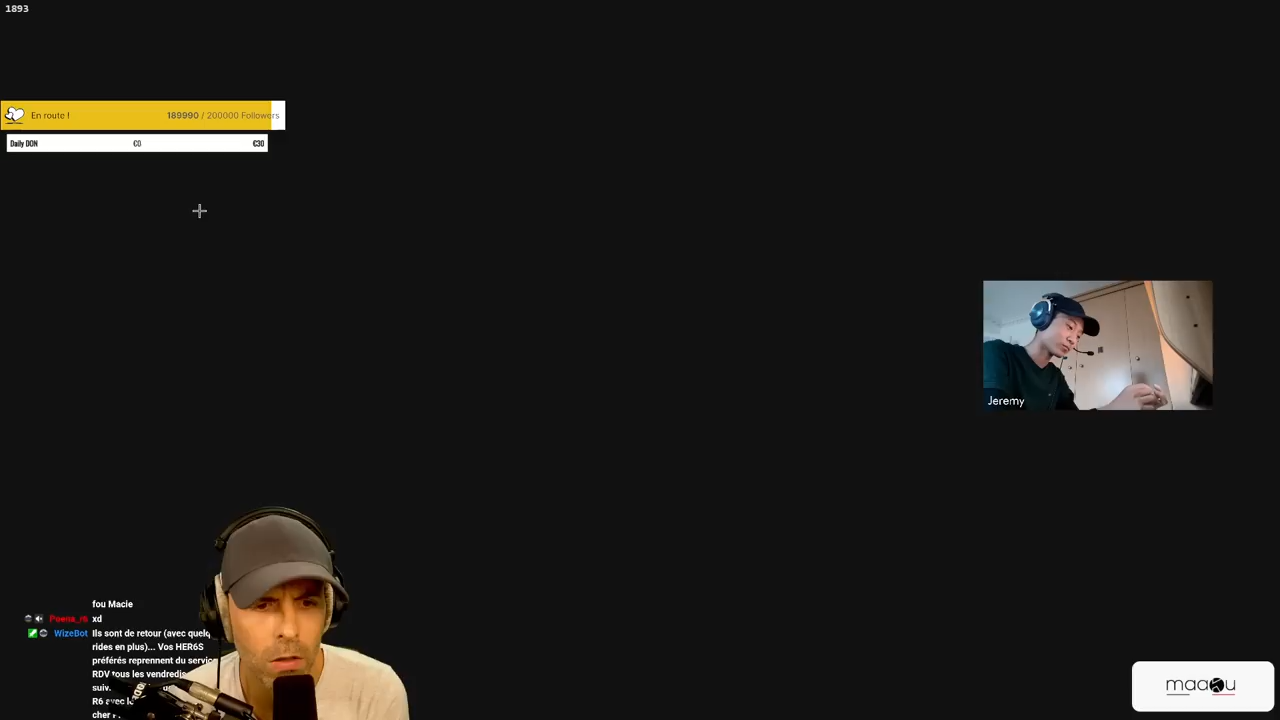 1893
En route !
189990 / 200000 Followers
Daily DON
€0
€30
Jeremy
fou Macie
Poena_rs xd
WizeBot Ils sont de retour (avec quelq
rides en plus)... Vos HER6S
préférés reprennent du servic
RDV tous les vendredis
suiv
R6 avec le
cher
maaou